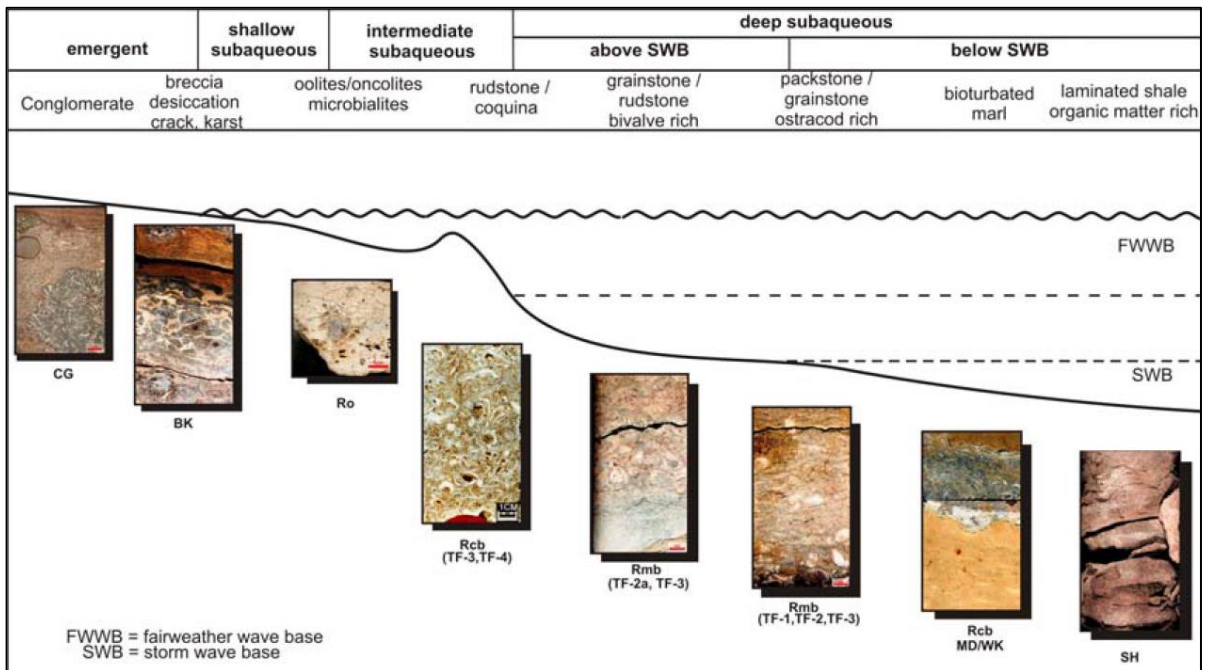 deep subaqueous
emergent
shallow
subaqueous
intermediate
subaqueous
above SWB
below SWB
Conglomerate
breccia
desiccation
crack, karst
oolites/oncolites
microbialites
rudstone /
coquina
grainstone /
rudstone
bivalve rich
packstone /
grainstone
ostracod rich
bioturbated
marl
laminated shale
organic matter rich
FWWB
SWB
CG
BK
Ro
1CM
Rcb
(TF-3,TF-4)
Rmb
(TF-2a, TF-3)
Rmb
(TF-1,TF-2,TF-3)
Rcb
MD/WK
SH
FWWB = fairweather wave base
SWB = storm wave base